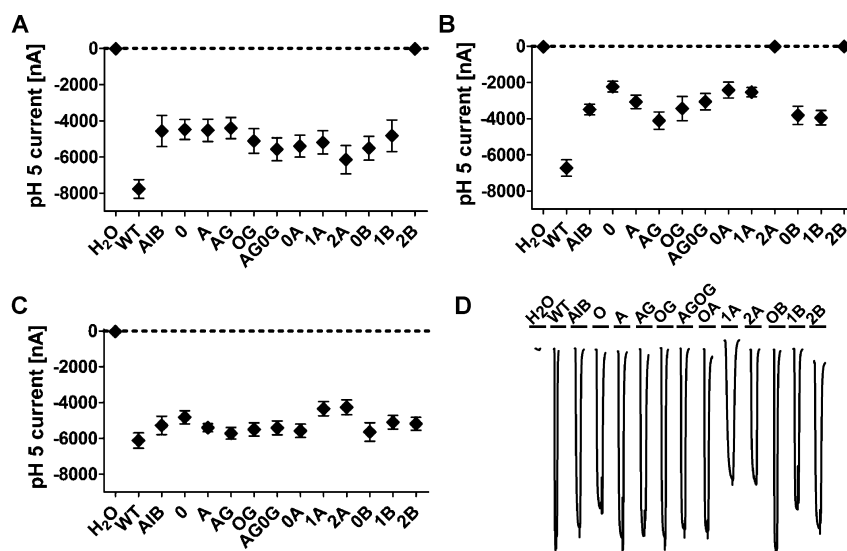 A
pH 5 current [nA]
0
-2000
-4000
-6000
-8000
H₂O WT AIB 0 A AG OG AG0G 0A 1A 2A 0B 1B 2B
B
pH 5 current [nA]
0
-2000
-4000
-6000
-8000
H₂O WT AIB 0 A AG OG AG0G 0A 1A 2A 0B 1B 2B
C
pH 5 current [nA]
0
-2000
-4000
-6000
-8000
H₂O WT AIB 0 A AG OG AG0G 0A 1A 2A 0B 1B 2B
D
H2O WT AIB O A AG OG AGOG OA 1A 2A OB 1B 2B